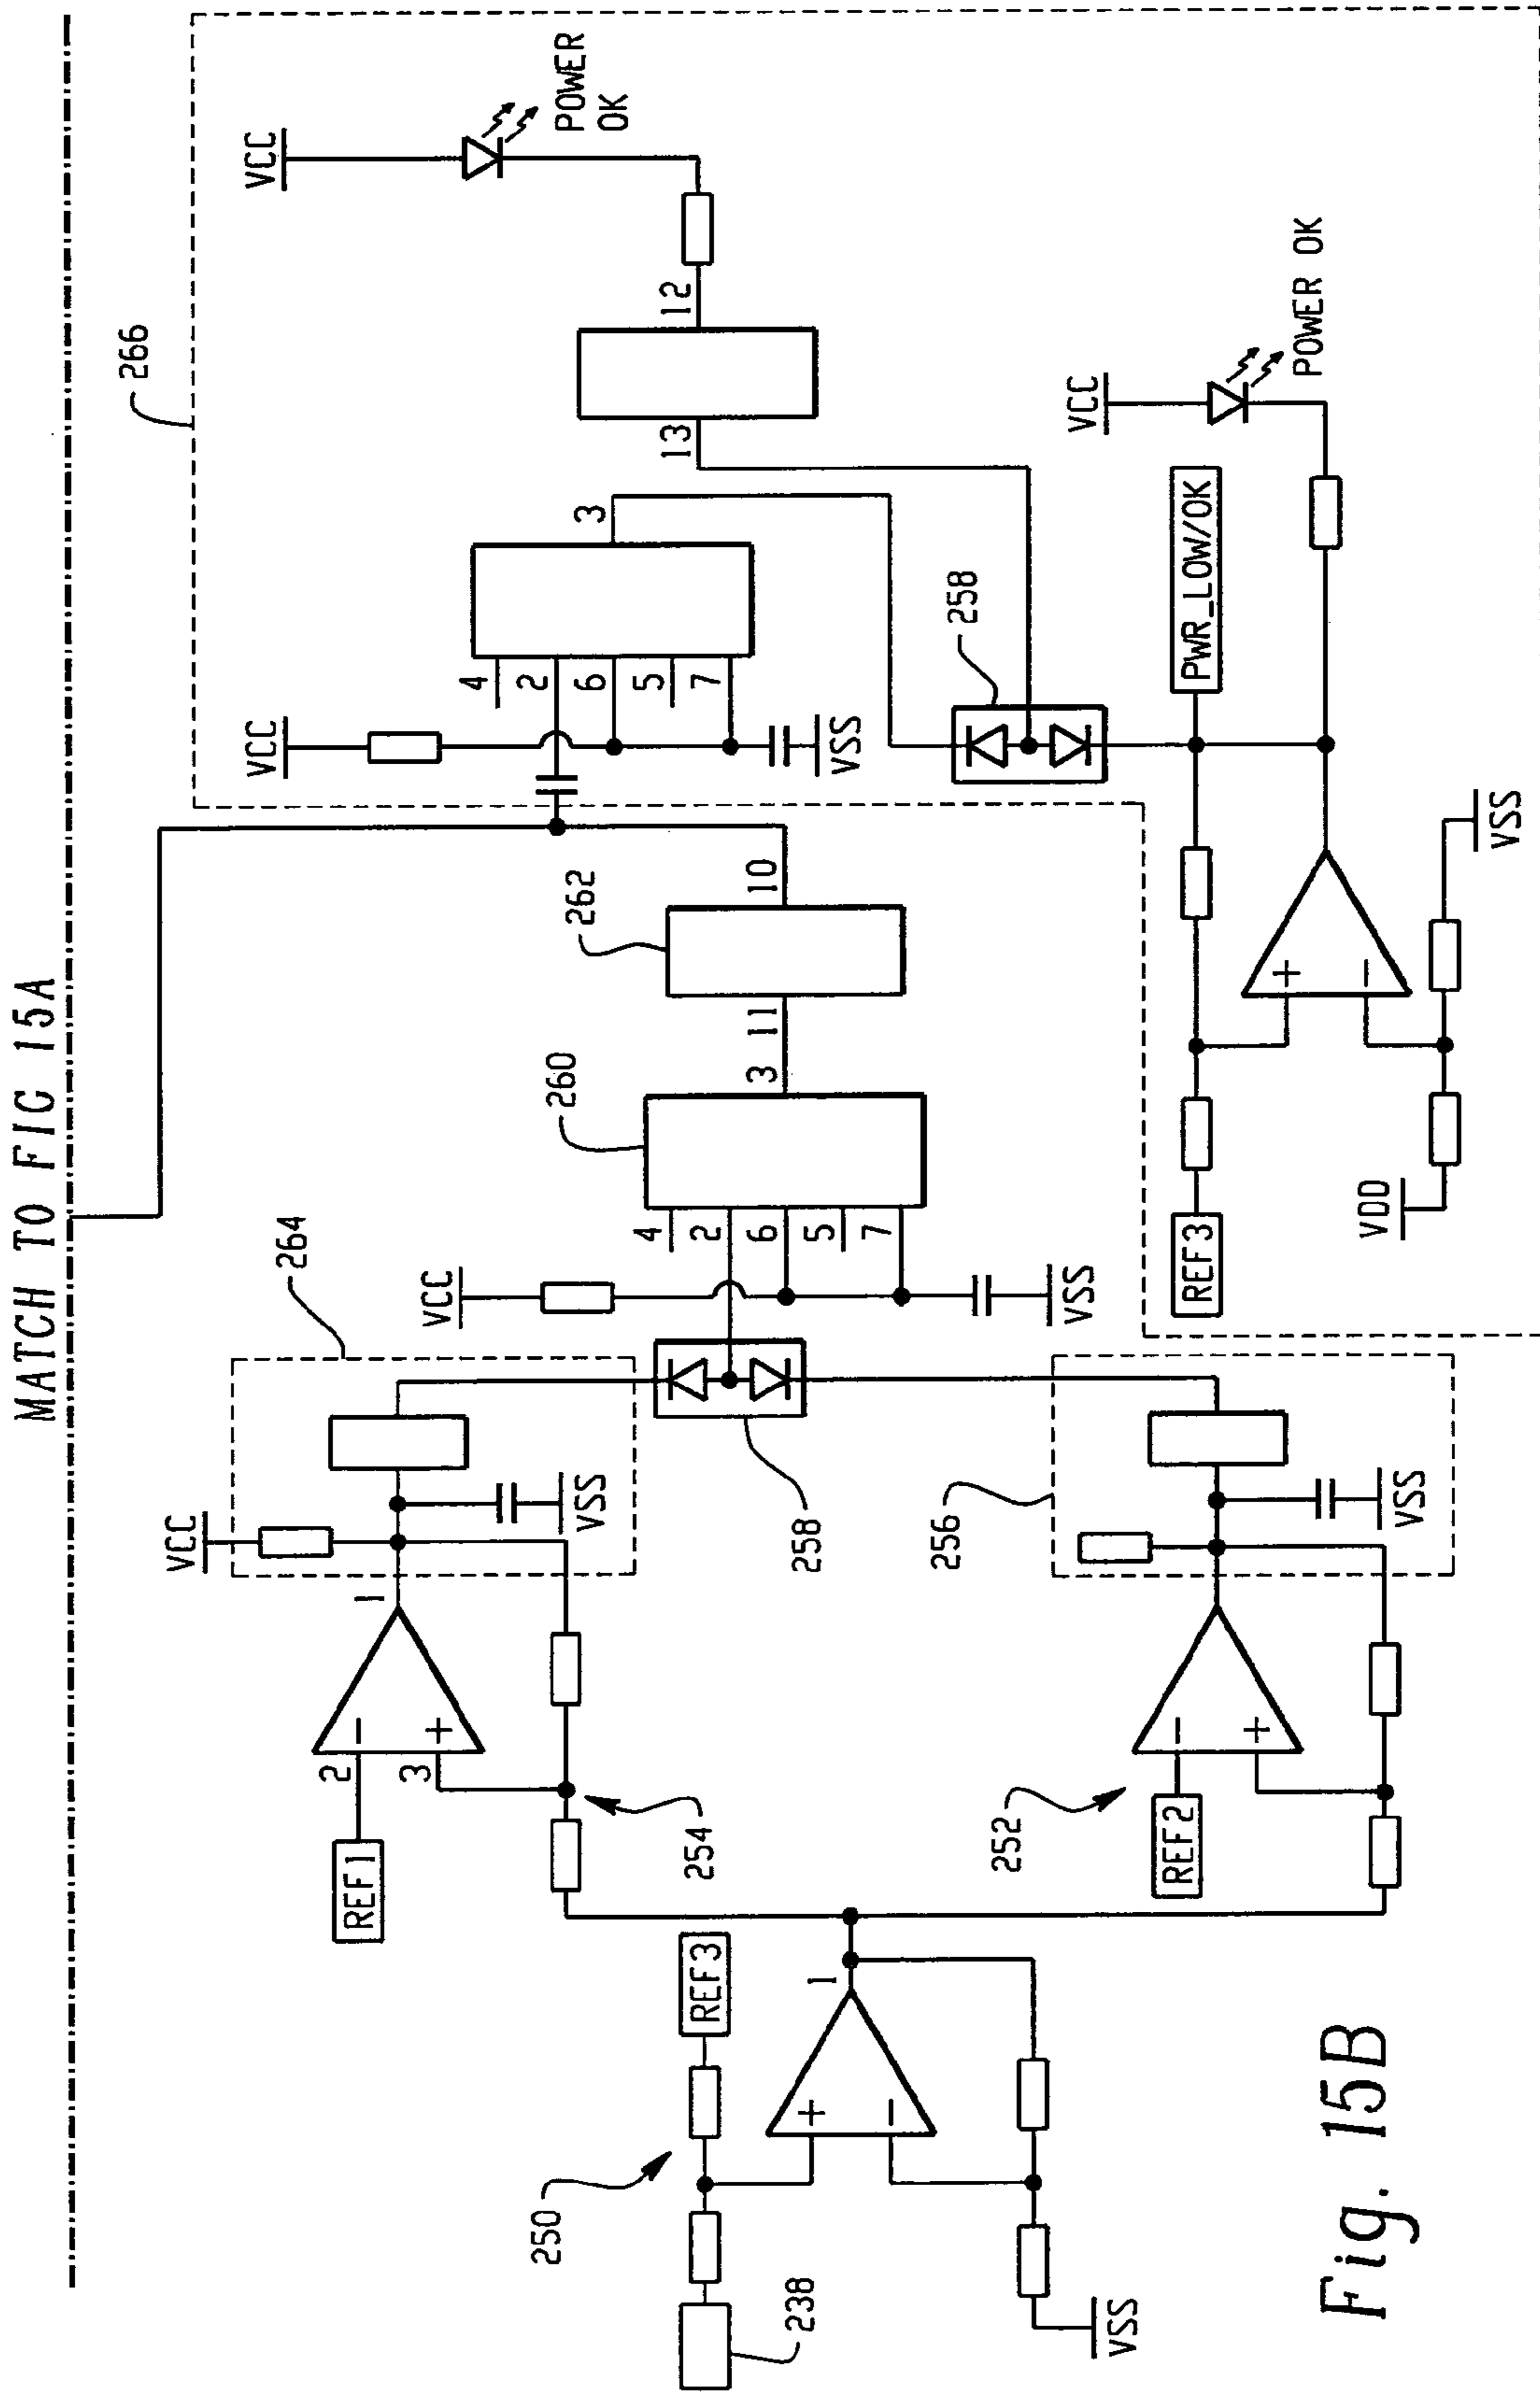 MATCH TO FIG 15A
266
VCC
POWER
OK
VCC
4
2
6
5
7
3
VSS
13
12
262
10
11
260
3
4
2
6
5
7
VCC
VSS
264
VCC
VSS
1
2
3
REF1
254
258
258
256
VSS
252
REF2
250
REF3
1
238
VSS
PWR_LOW/OK
VCC
POWER OK
REF3
VDD
VSS
Fig. 15B